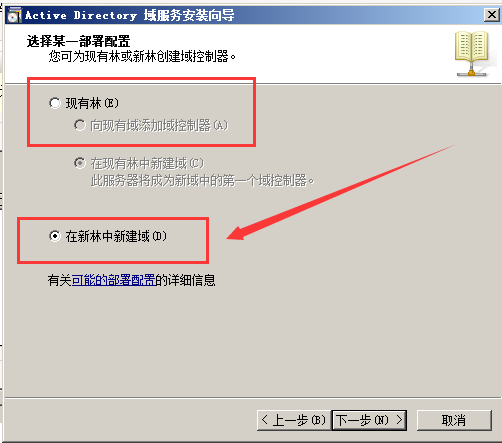 Active Directory 域服务安装向导
选择某一部署配置
您可为现有林或新林创建域控制器。
现有林(E)
向现有域添加域控制器(A)
在现有林中新建域(C)
此服务器将成为新域中的第一个域控制器。
在新林中新建域(D)
有关可能的部署配置的详细信息
< 上一步(B) 下一步(N) > 取消